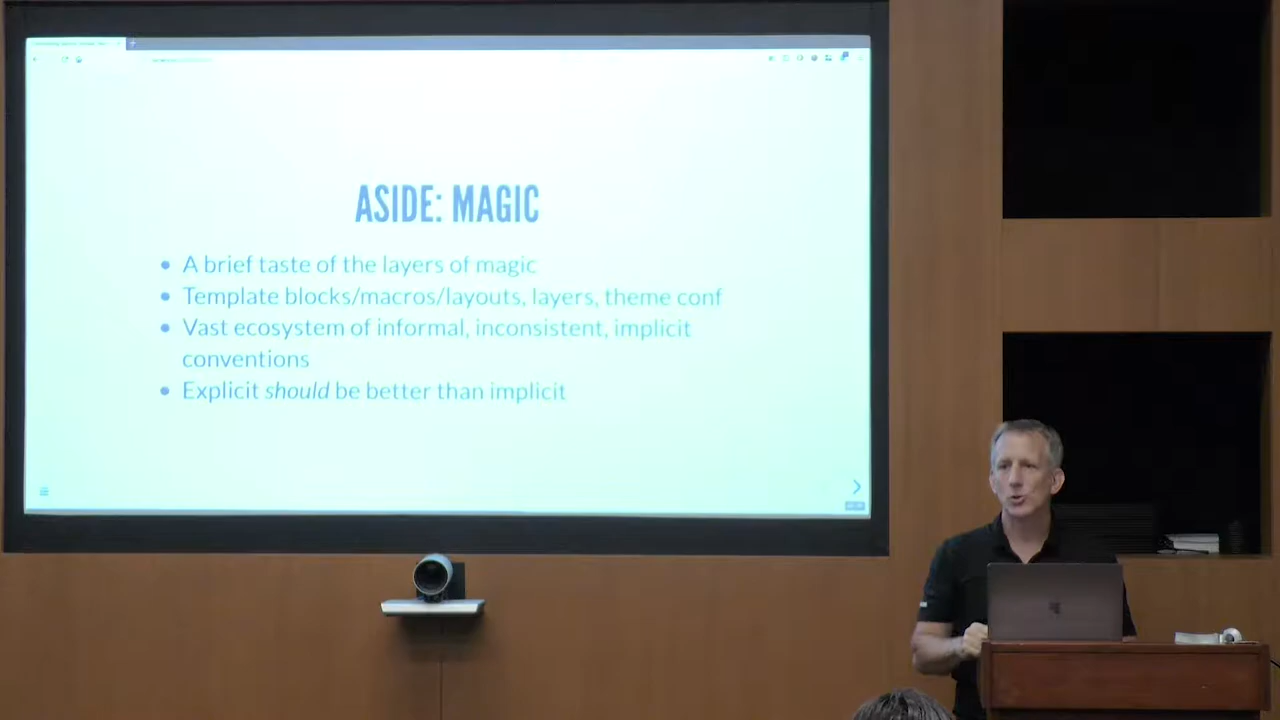 ASIDE: MAGIC
• A brief taste of the layers of magic
• Template blocks/macros/layouts, layers, theme conf
• Vast ecosystem of informal, inconsistent, implicit
conventions
• Explicit should be better than implicit